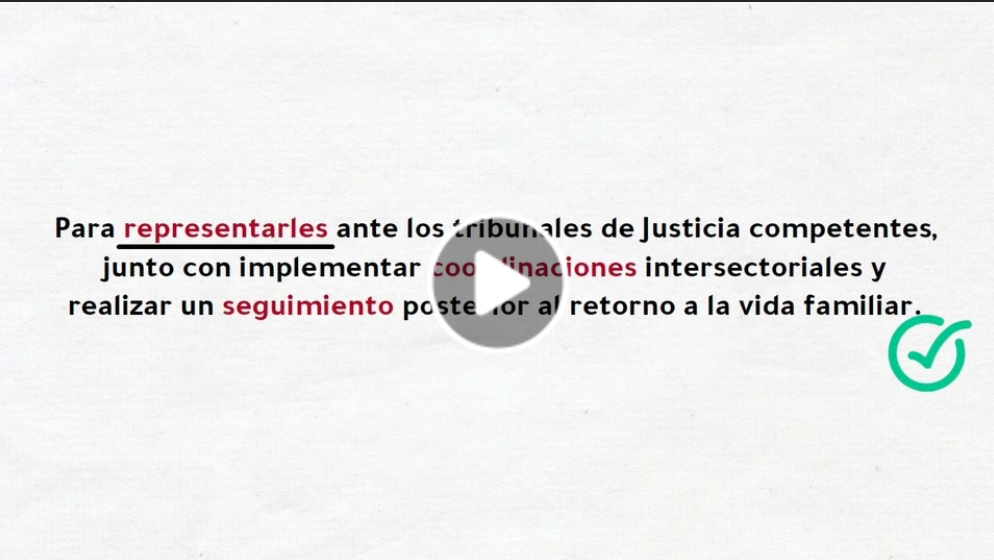 Para representarles ante los tribunales de Justicia competentes,
junto con implementar coordinaciones intersectoriales y
realizar un seguimiento posterior al retorno a la vida familiar.